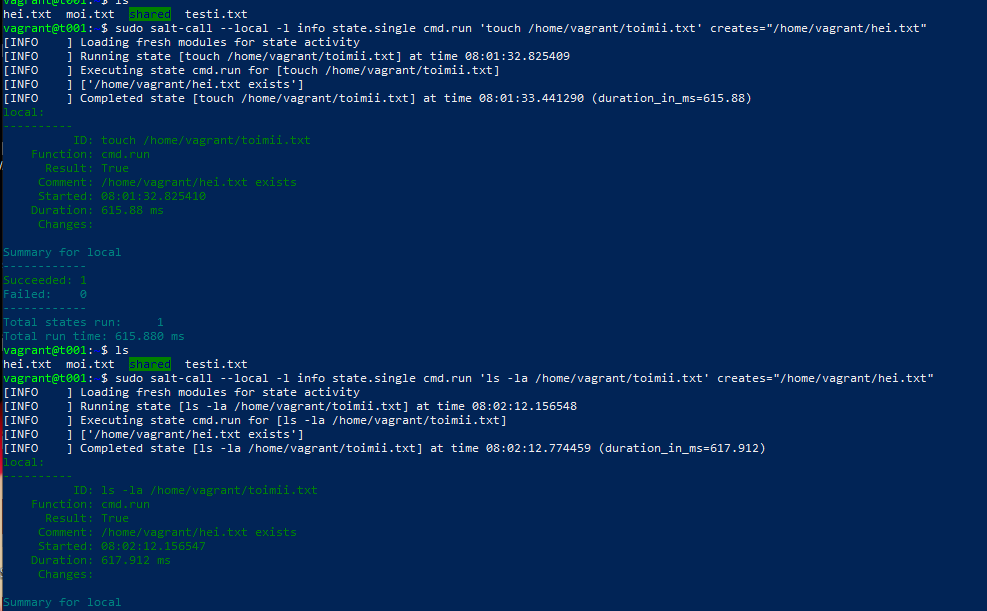 vagrant@t001: $ ls
hei.txt  moi.txt  shared  testi.txt
vagrant@t001: $ sudo salt-call --local -l info state.single cmd.run 'touch /home/vagrant/toimii.txt' creates="/home/vagrant/hei.txt"
[INFO    ] Loading fresh modules for state activity
[INFO    ] Running state [touch /home/vagrant/toimii.txt] at time 08:01:32.825409
[INFO    ] Executing state cmd.run for [touch /home/vagrant/toimii.txt]
[INFO    ] ['/home/vagrant/hei.txt exists']
[INFO    ] Completed state [touch /home/vagrant/toimii.txt] at time 08:01:33.441290 (duration_in_ms=615.88)
local:
----------
          ID: touch /home/vagrant/toimii.txt
    Function: cmd.run
      Result: True
     Comment: /home/vagrant/hei.txt exists
     Started: 08:01:32.825410
    Duration: 615.88 ms
     Changes:
Summary for local
------------
Succeeded: 1
Failed:    0
------------
Total states run:     1
Total run time: 615.880 ms
vagrant@t001: $ ls
hei.txt  moi.txt  shared  testi.txt
vagrant@t001: $ sudo salt-call --local -l info state.single cmd.run 'ls -la /home/vagrant/toimii.txt' creates="/home/vagrant/hei.txt"
[INFO    ] Loading fresh modules for state activity
[INFO    ] Running state [ls -la /home/vagrant/toimii.txt] at time 08:02:12.156548
[INFO    ] Executing state cmd.run for [ls -la /home/vagrant/toimii.txt]
[INFO    ] ['/home/vagrant/hei.txt exists']
[INFO    ] Completed state [ls -la /home/vagrant/toimii.txt] at time 08:02:12.774459 (duration_in_ms=617.912)
local:
----------
          ID: ls -la /home/vagrant/toimii.txt
    Function: cmd.run
      Result: True
     Comment: /home/vagrant/hei.txt exists
     Started: 08:02:12.156547
    Duration: 617.912 ms
     Changes:
Summary for local